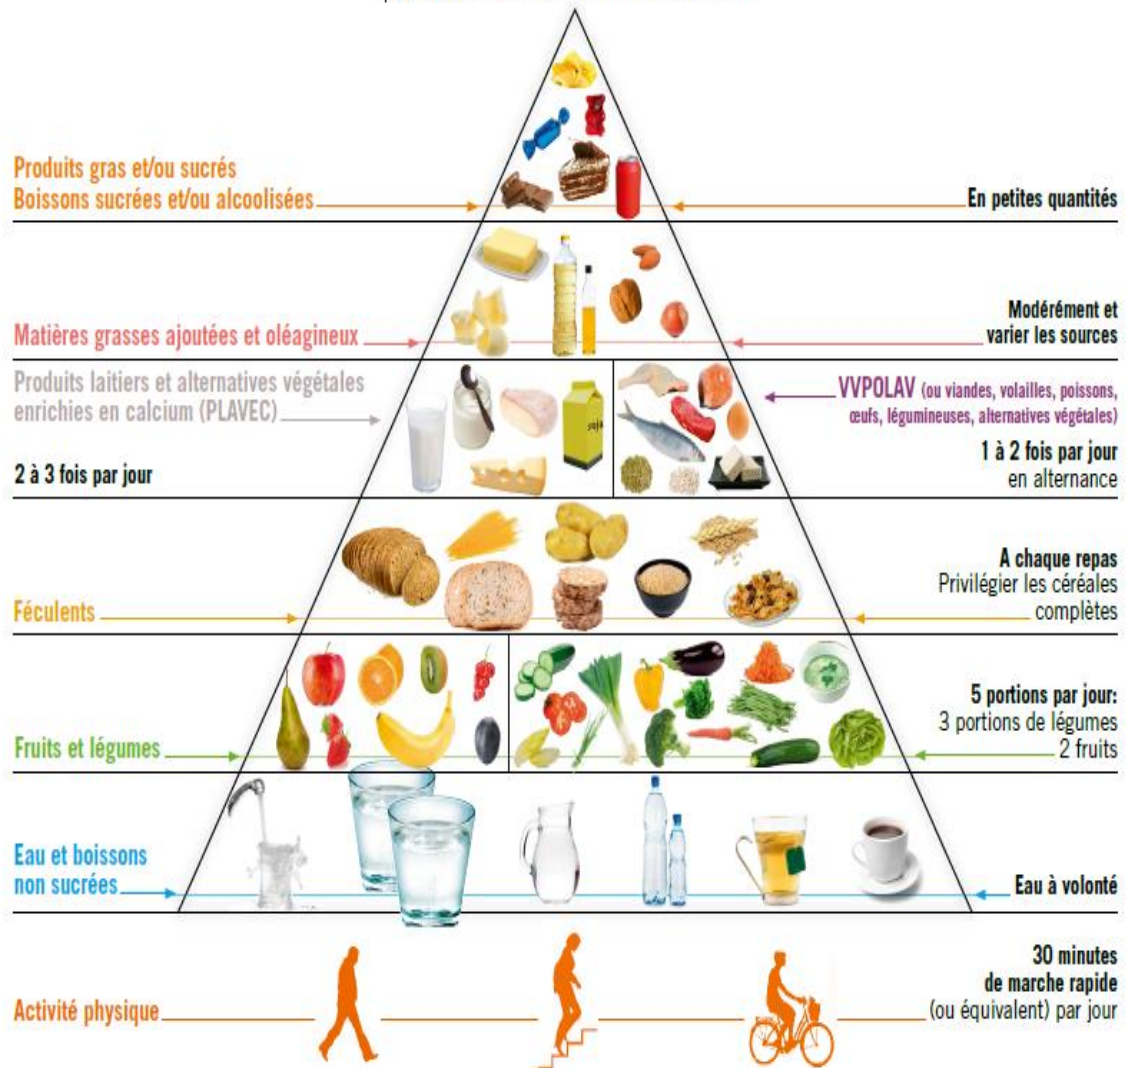 Produits gras et/ou sucrés
Boissons sucrées et/ou alcoolisées
En petites quantités
Matières grasses ajoutées et oléagineux
Modérément et
varier les sources
Produits laitiers et alternatives végétales
enrichies en calcium (PLAVEC)
2 à 3 fois par jour
soja
VVPOLAV (ou viandes, volailles, poissons,
œufs, légumineuses, alternatives végétales)
1 à 2 fois par jour
en alternance
Féculents
A chaque repas
Privilégier les céréales
complètes
Fruits et légumes
5 portions par jour:
3 portions de légumes
2 fruits
Eau et boissons
non sucrées
Eau à volonté
Activité physique
30 minutes
de marche rapide
(ou équivalent) par jour